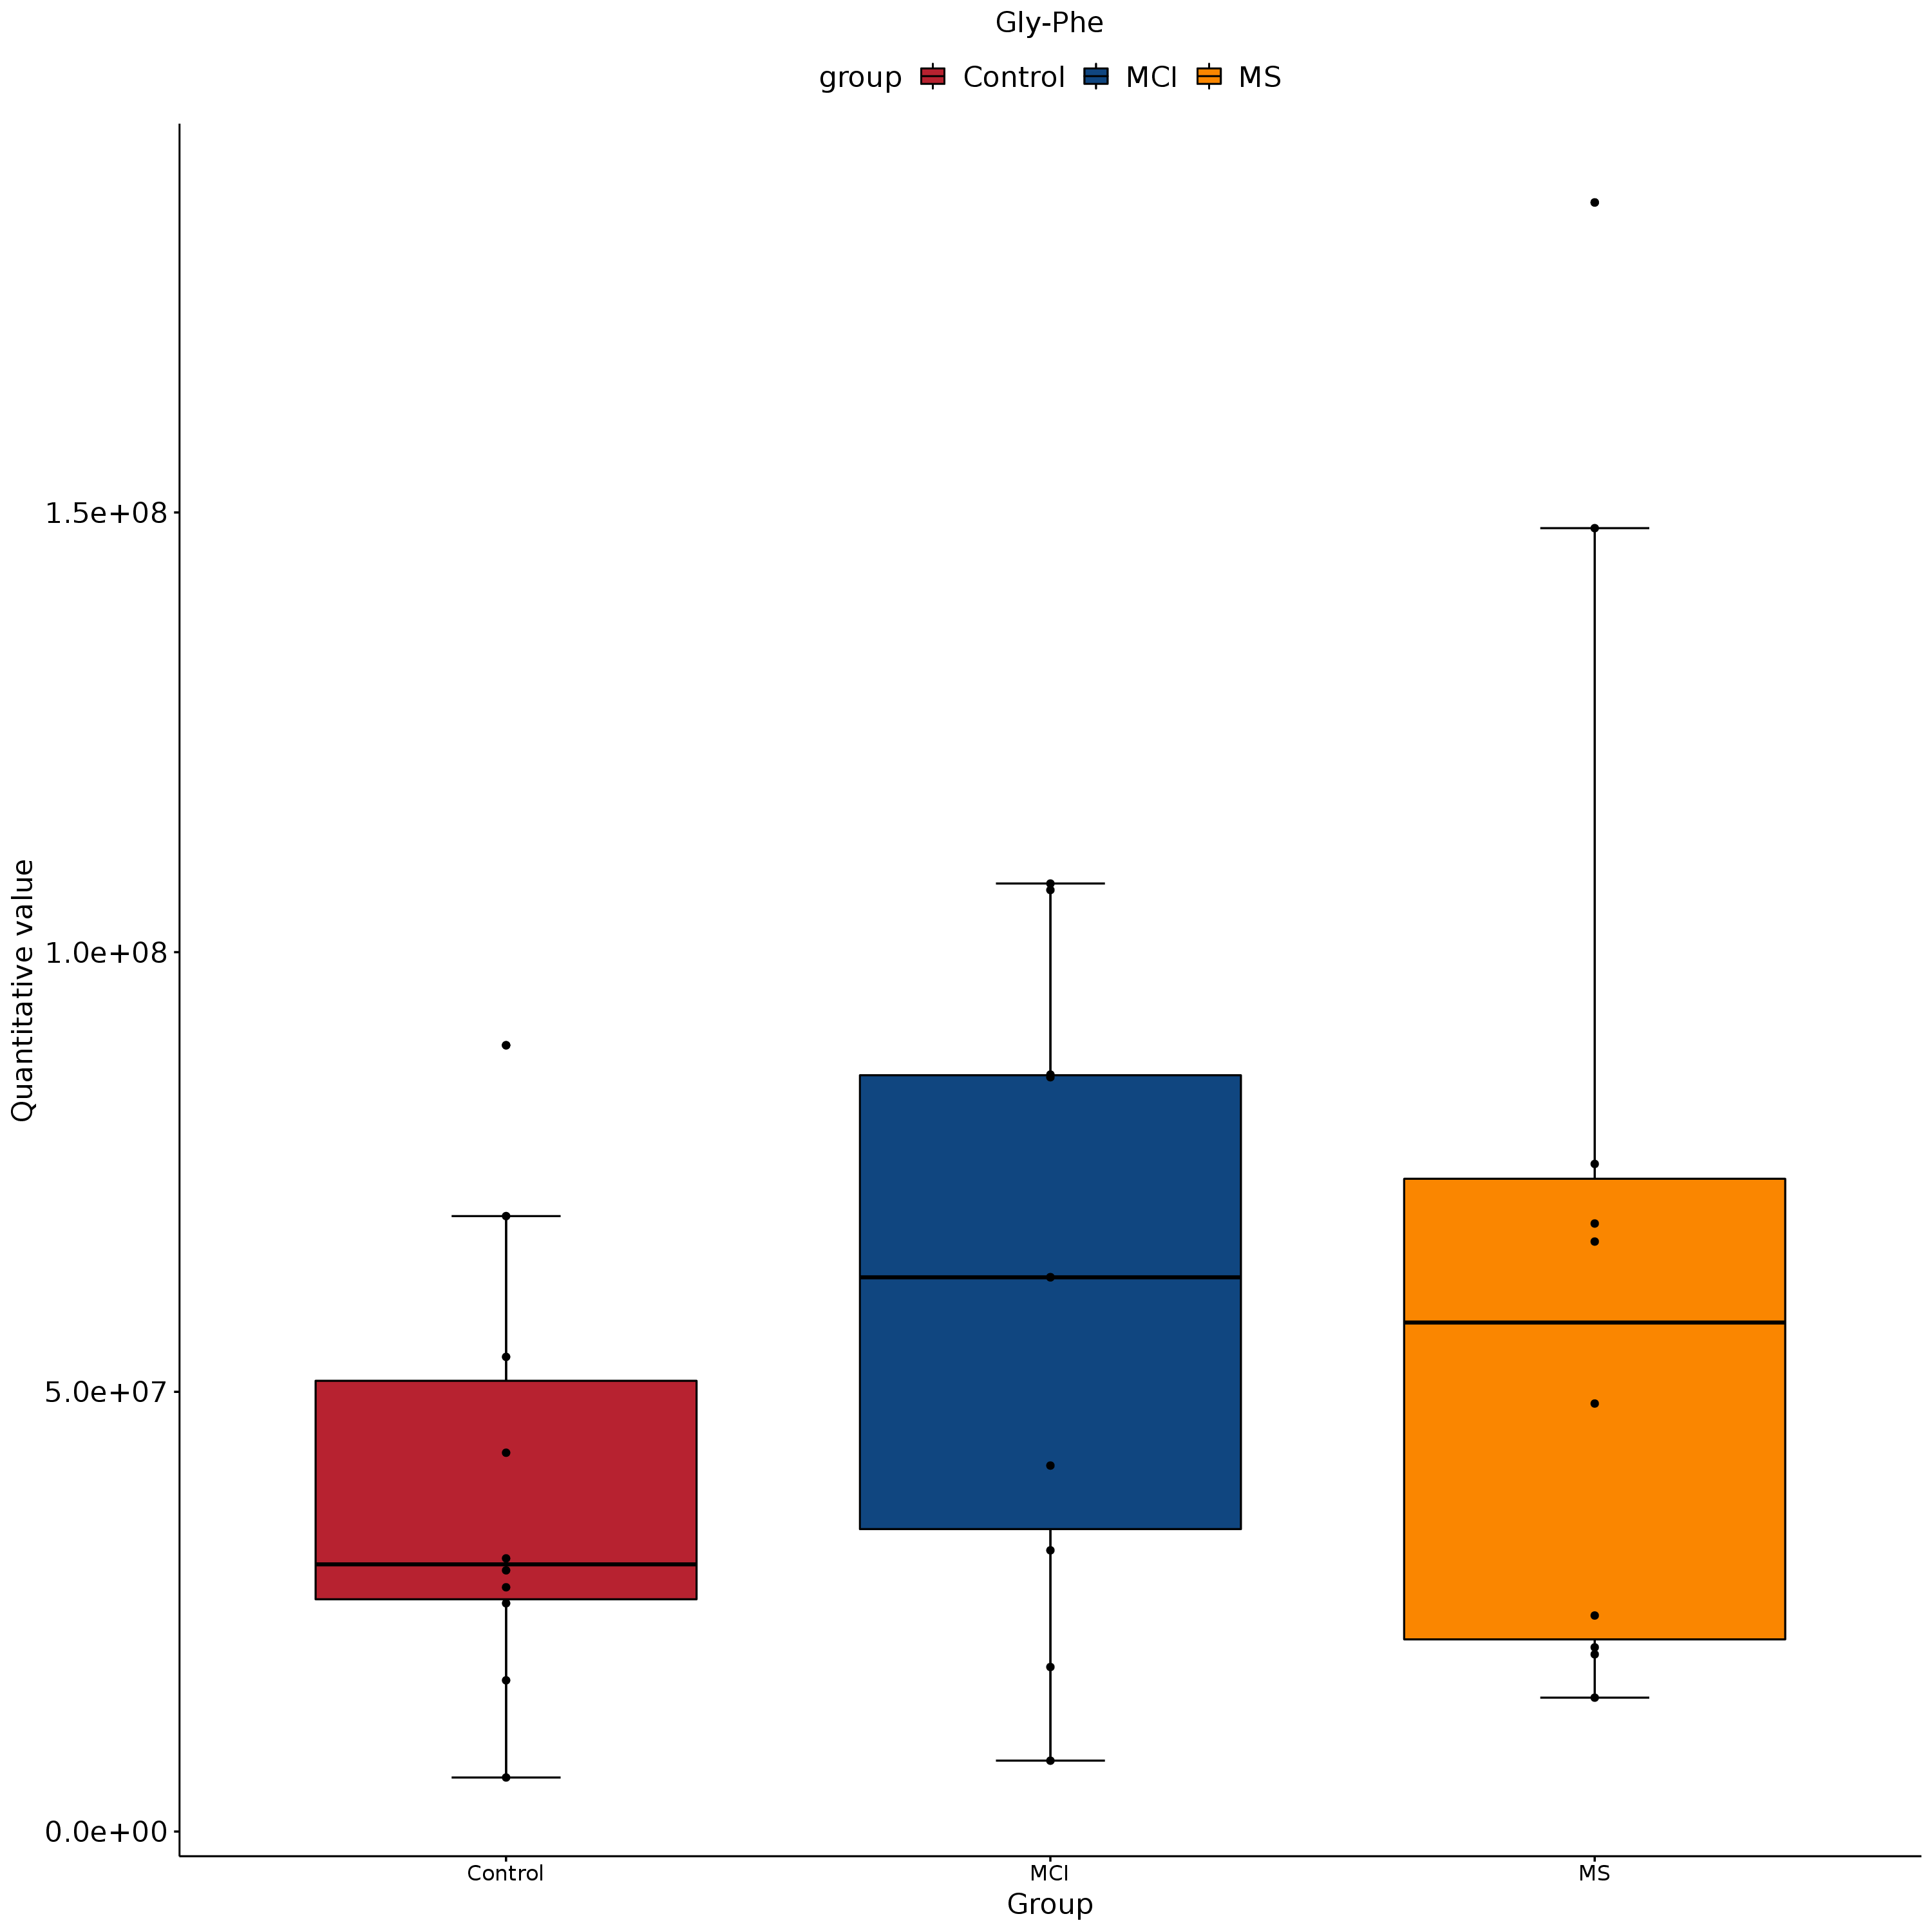 Gly-Phe
group Control MCI MS
Quantitative value
1.5e+08
1.0e+08
5.0e+07
0.0e+00
Control MCI MS
Group